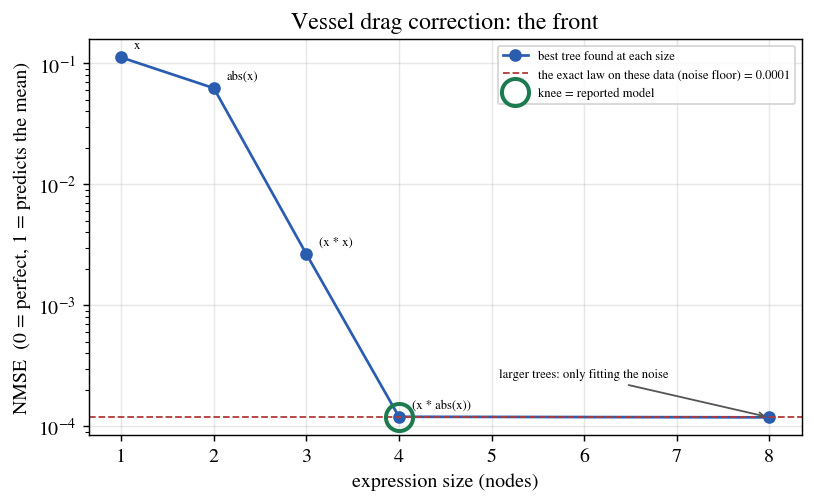 Vessel drag correction: the front
NMSE  (0 = perfect, 1 = predicts the mean)
10⁻¹
10⁻²
10⁻³
10⁻⁴
x
abs(x)
(x * x)
(x * abs(x))
best tree found at each size
the exact law on these data (noise floor) = 0.0001
knee = reported model
larger trees: only fitting the noise
1 2 3 4 5 6 7 8
expression size (nodes)